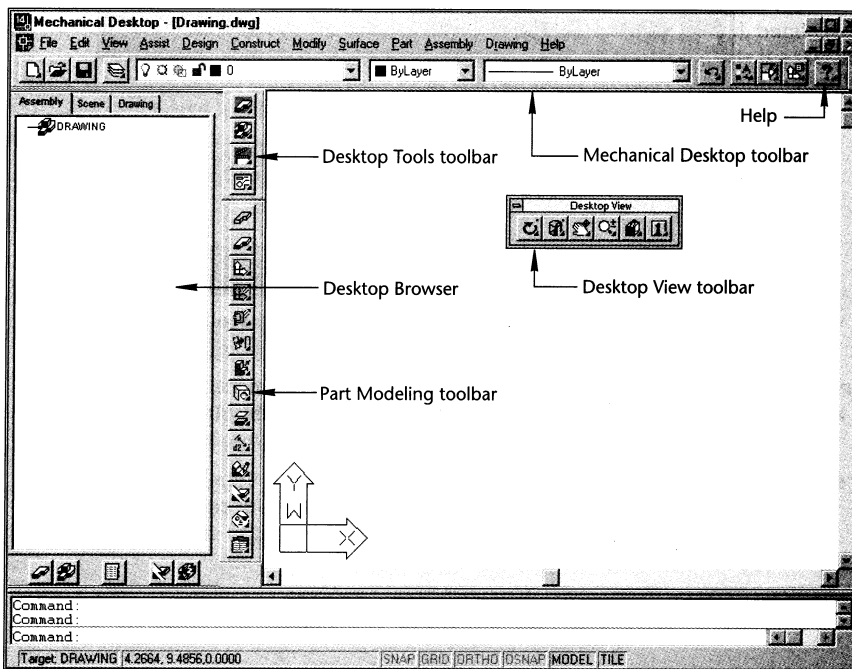 Mechanical Desktop - [Drawing.dwg]
File Edit View Assist Design Construct Modify Surface Part Assembly Drawing Help
0 ByLayer ByLayer
Assembly Scene Drawing
DRAWING
Help
Desktop Tools toolbar
Mechanical Desktop toolbar
Desktop View
Desktop Browser
Desktop View toolbar
Part Modeling toolbar
Y
W
X
Command:
Command:
Command:
Target: DRAWING 4.2664, 9.4856,0.0000 SNAP GRID ORTHO OSNAP MODEL TILE